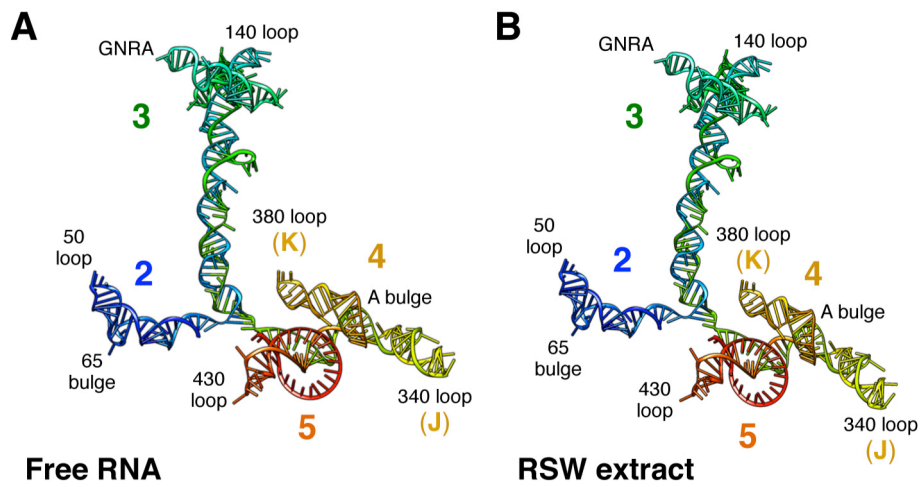 A
GNRA
140 loop
3
380 loop
(K)
4
50
loop
2
A bulge
65
bulge
430
loop
5
340 loop
(J)
Free RNA
B
GNRA
140 loop
3
50
loop
2
380 loop
(K)
4
A bulge
65
bulge
430
loop
5
340 loop
(J)
RSW extract